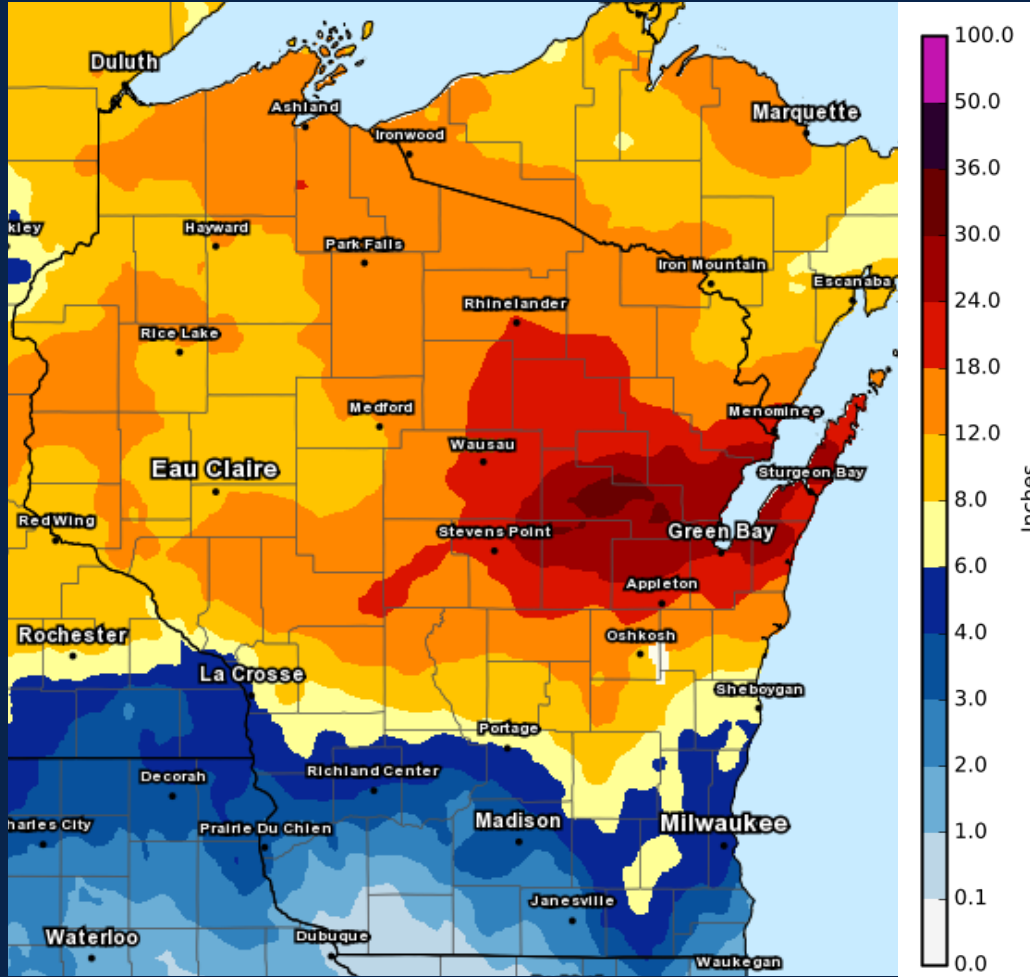 Duluth
Ashland
Marquette
Ironwood
kley
Hayward
Park Falls
Iron Mountain
Escanaba
Rhinelander
Rice Lake
Medford
Menominee
Wausau
Eau Claire
Sturgeon Bay
Red Wing
Stevens Point
Green Bay
Appleton
Rochester
Oshkosh
La Crosse
Sheboygan
Portage
Decorah
Richland Center
harles City
Prairie Du Chien
Madison
Milwaukee
Janesville
Waterloo
Dubuque
Waukegan
100.0
50.0
36.0
30.0
24.0
18.0
12.0
8.0
6.0
4.0
3.0
2.0
1.0
0.1
0.0
Inches